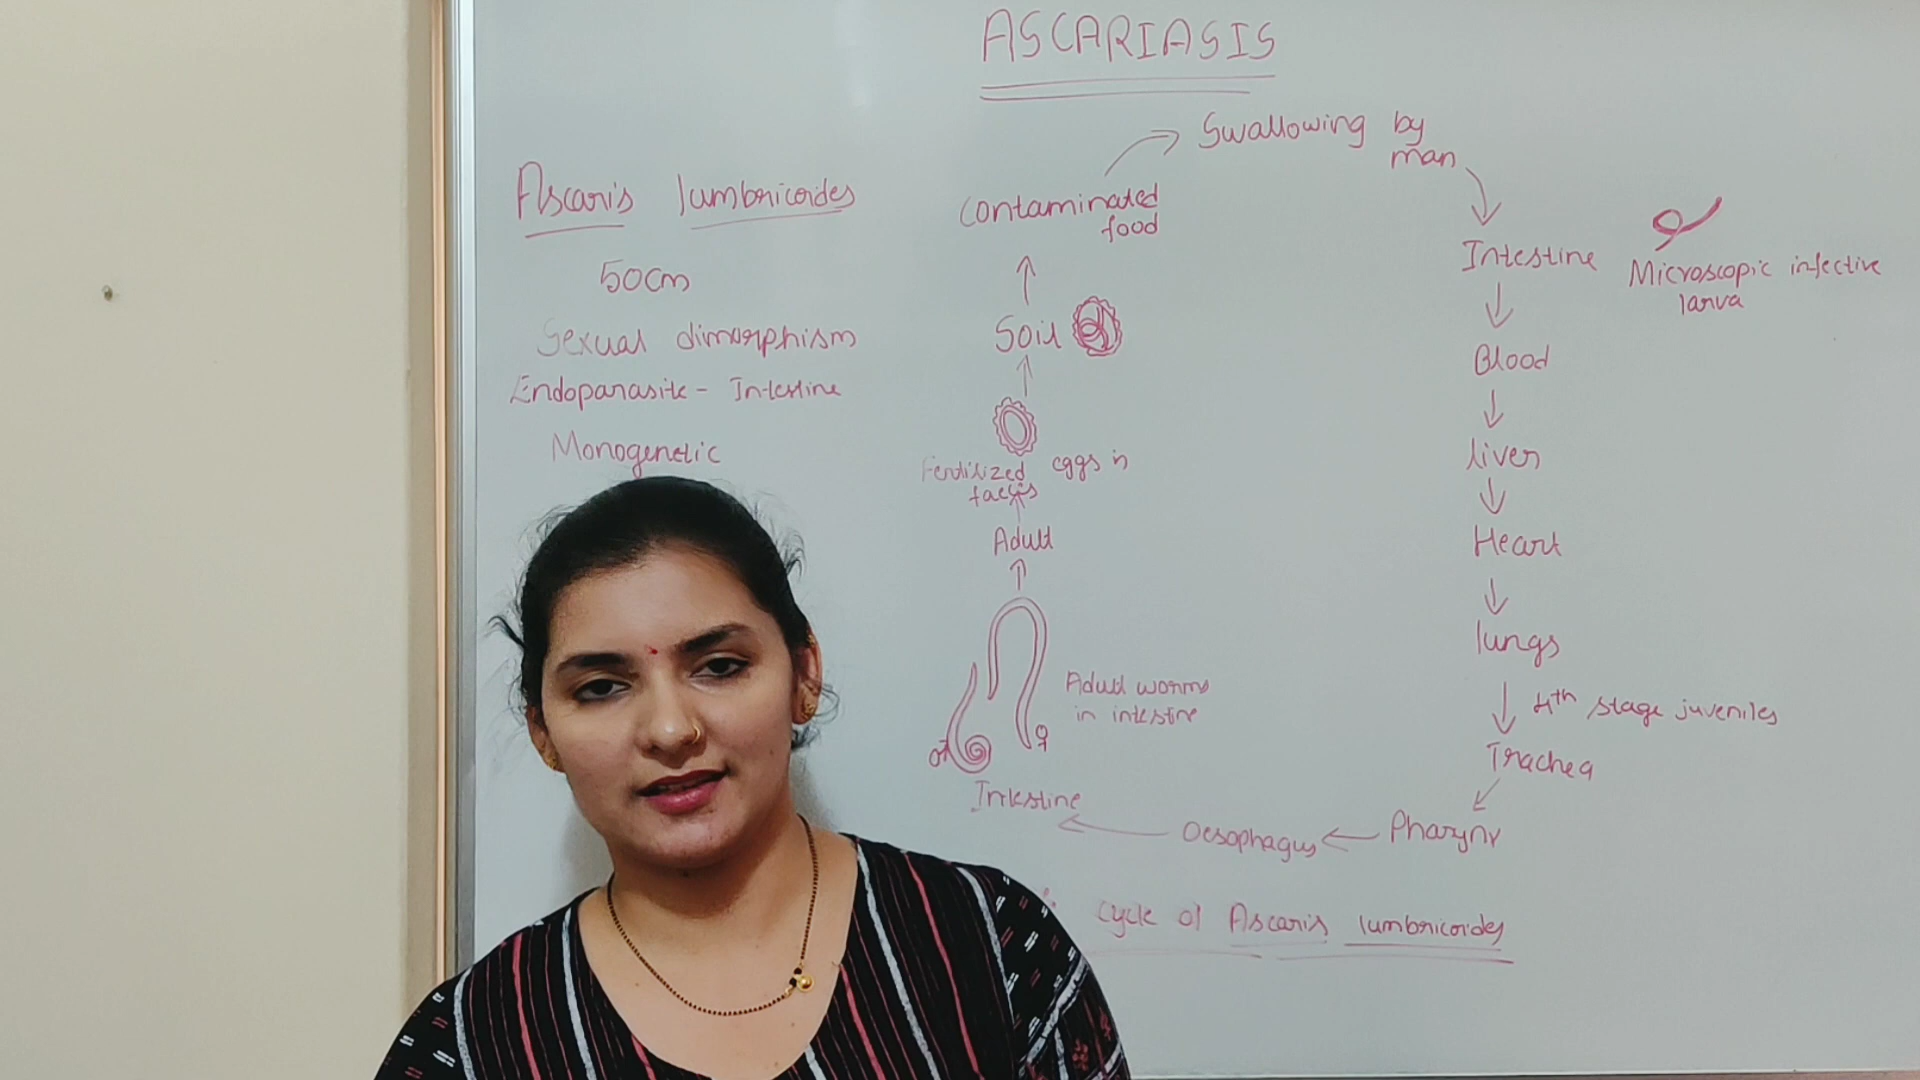 ASCARIASIS
Ascaris lumbricoides
50cm
Sexual dimorphism
Endoparasite - Intestine
Monogenetic
Swallowing by
man
Contaminated
food
Soil
Fertilized eggs in
faeces
Adult
Adult worms
in intestine
♂
♀
Intestine
Intestine
Microscopic infective
larva
Blood
liver
Heart
lungs
4th stage juveniles
Trachea
Pharynx
Oesophagus
cycle of Ascaris lumbricoides